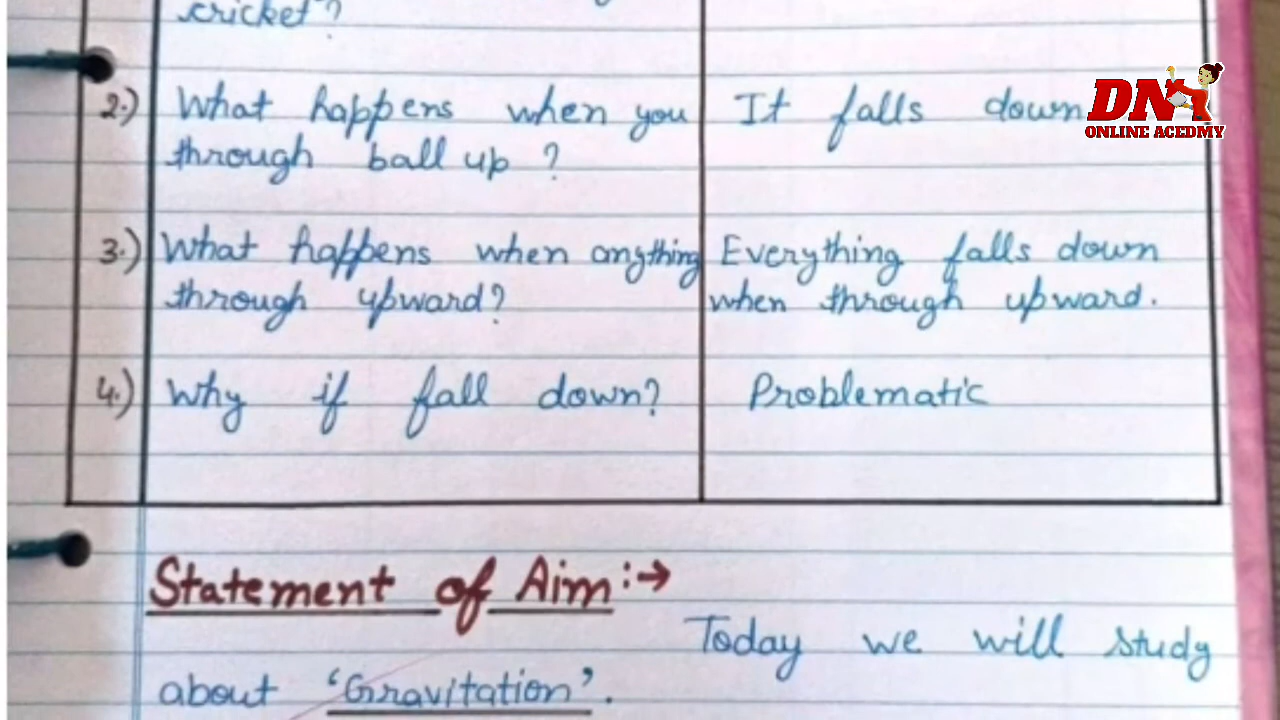 cricket?
2.) What happens when you through ball up ?
It falls down
DN
ONLINE ACEDMY
3.) What happens when anything through upward?
Everything falls down when through upward.
4.) Why if fall down?
Problematic
Statement of Aim:→
Today we will study
about 'Gravitation'.